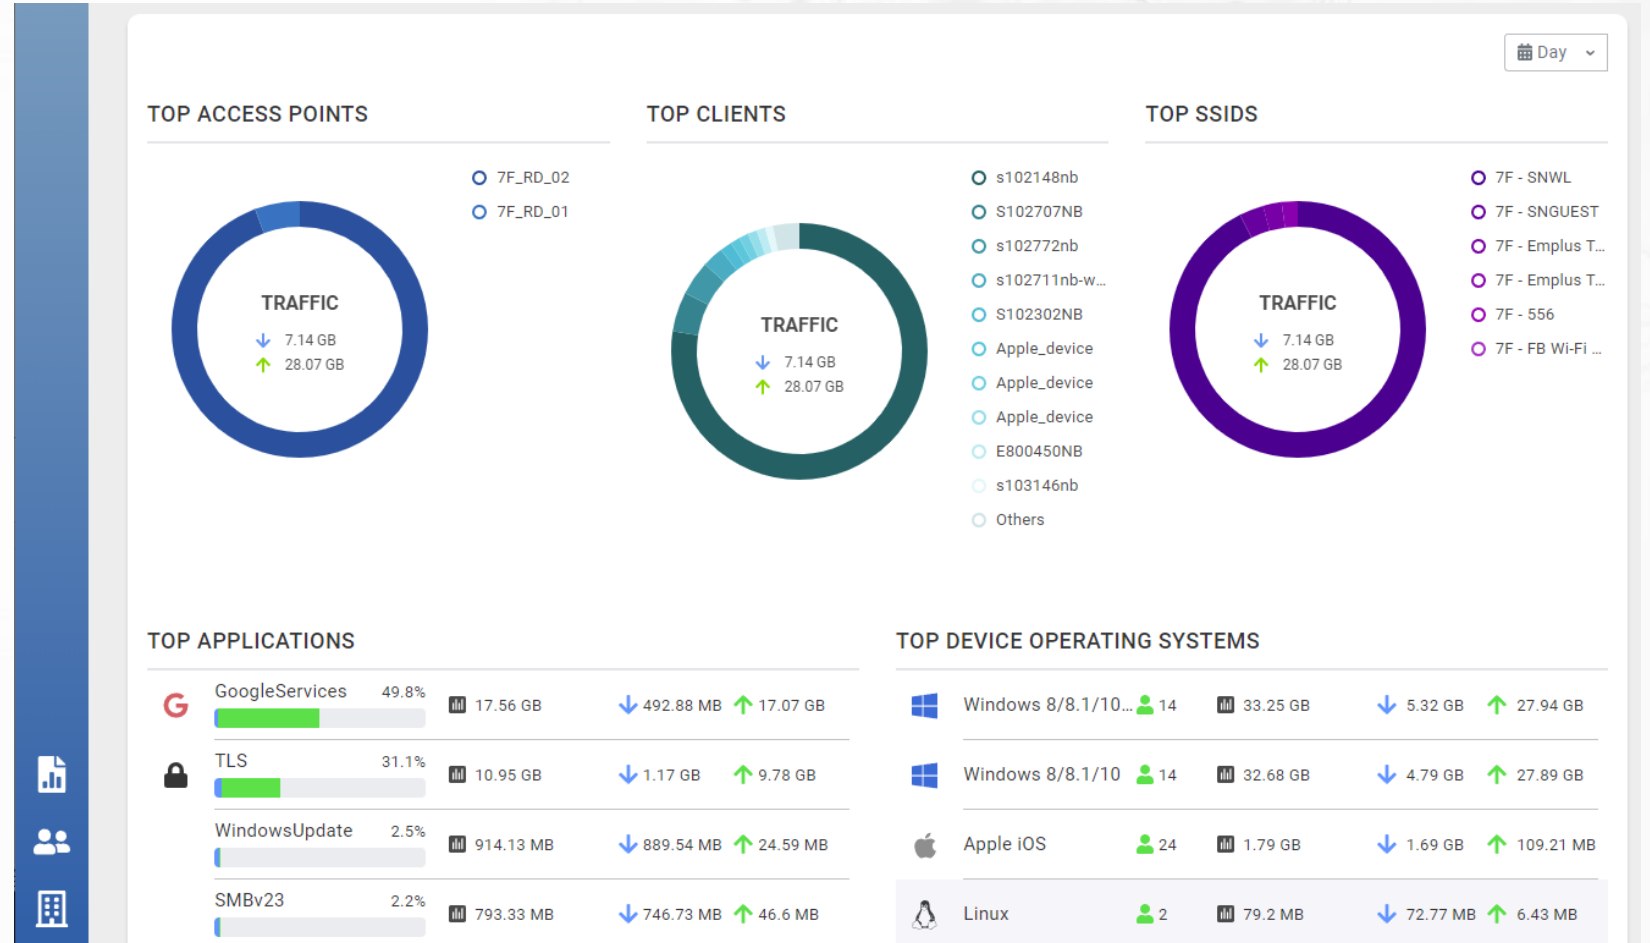 Day
TOP ACCESS POINTS
7F_RD_02
7F_RD_01
TRAFFIC
7.14 GB
28.07 GB
TOP CLIENTS
s102148nb
S102707NB
s102772nb
s102711nb-w...
S102302NB
Apple_device
Apple_device
Apple_device
E800450NB
s103146nb
Others
TRAFFIC
7.14 GB
28.07 GB
TOP SSIDS
7F - SNWL
7F - SNGUEST
7F - Emplus T...
7F - Emplus T...
7F - 556
7F - FB Wi-Fi ...
TRAFFIC
7.14 GB
28.07 GB
TOP APPLICATIONS
GoogleServices 49.8% 17.56 GB 492.88 MB 17.07 GB
TLS 31.1% 10.95 GB 1.17 GB 9.78 GB
WindowsUpdate 2.5% 914.13 MB 889.54 MB 24.59 MB
SMBv23 2.2% 793.33 MB 746.73 MB 46.6 MB
TOP DEVICE OPERATING SYSTEMS
Windows 8/8.1/10... 14 33.25 GB 5.32 GB 27.94 GB
Windows 8/8.1/10 14 32.68 GB 4.79 GB 27.89 GB
Apple iOS 24 1.79 GB 1.69 GB 109.21 MB
Linux 2 79.2 MB 72.77 MB 6.43 MB